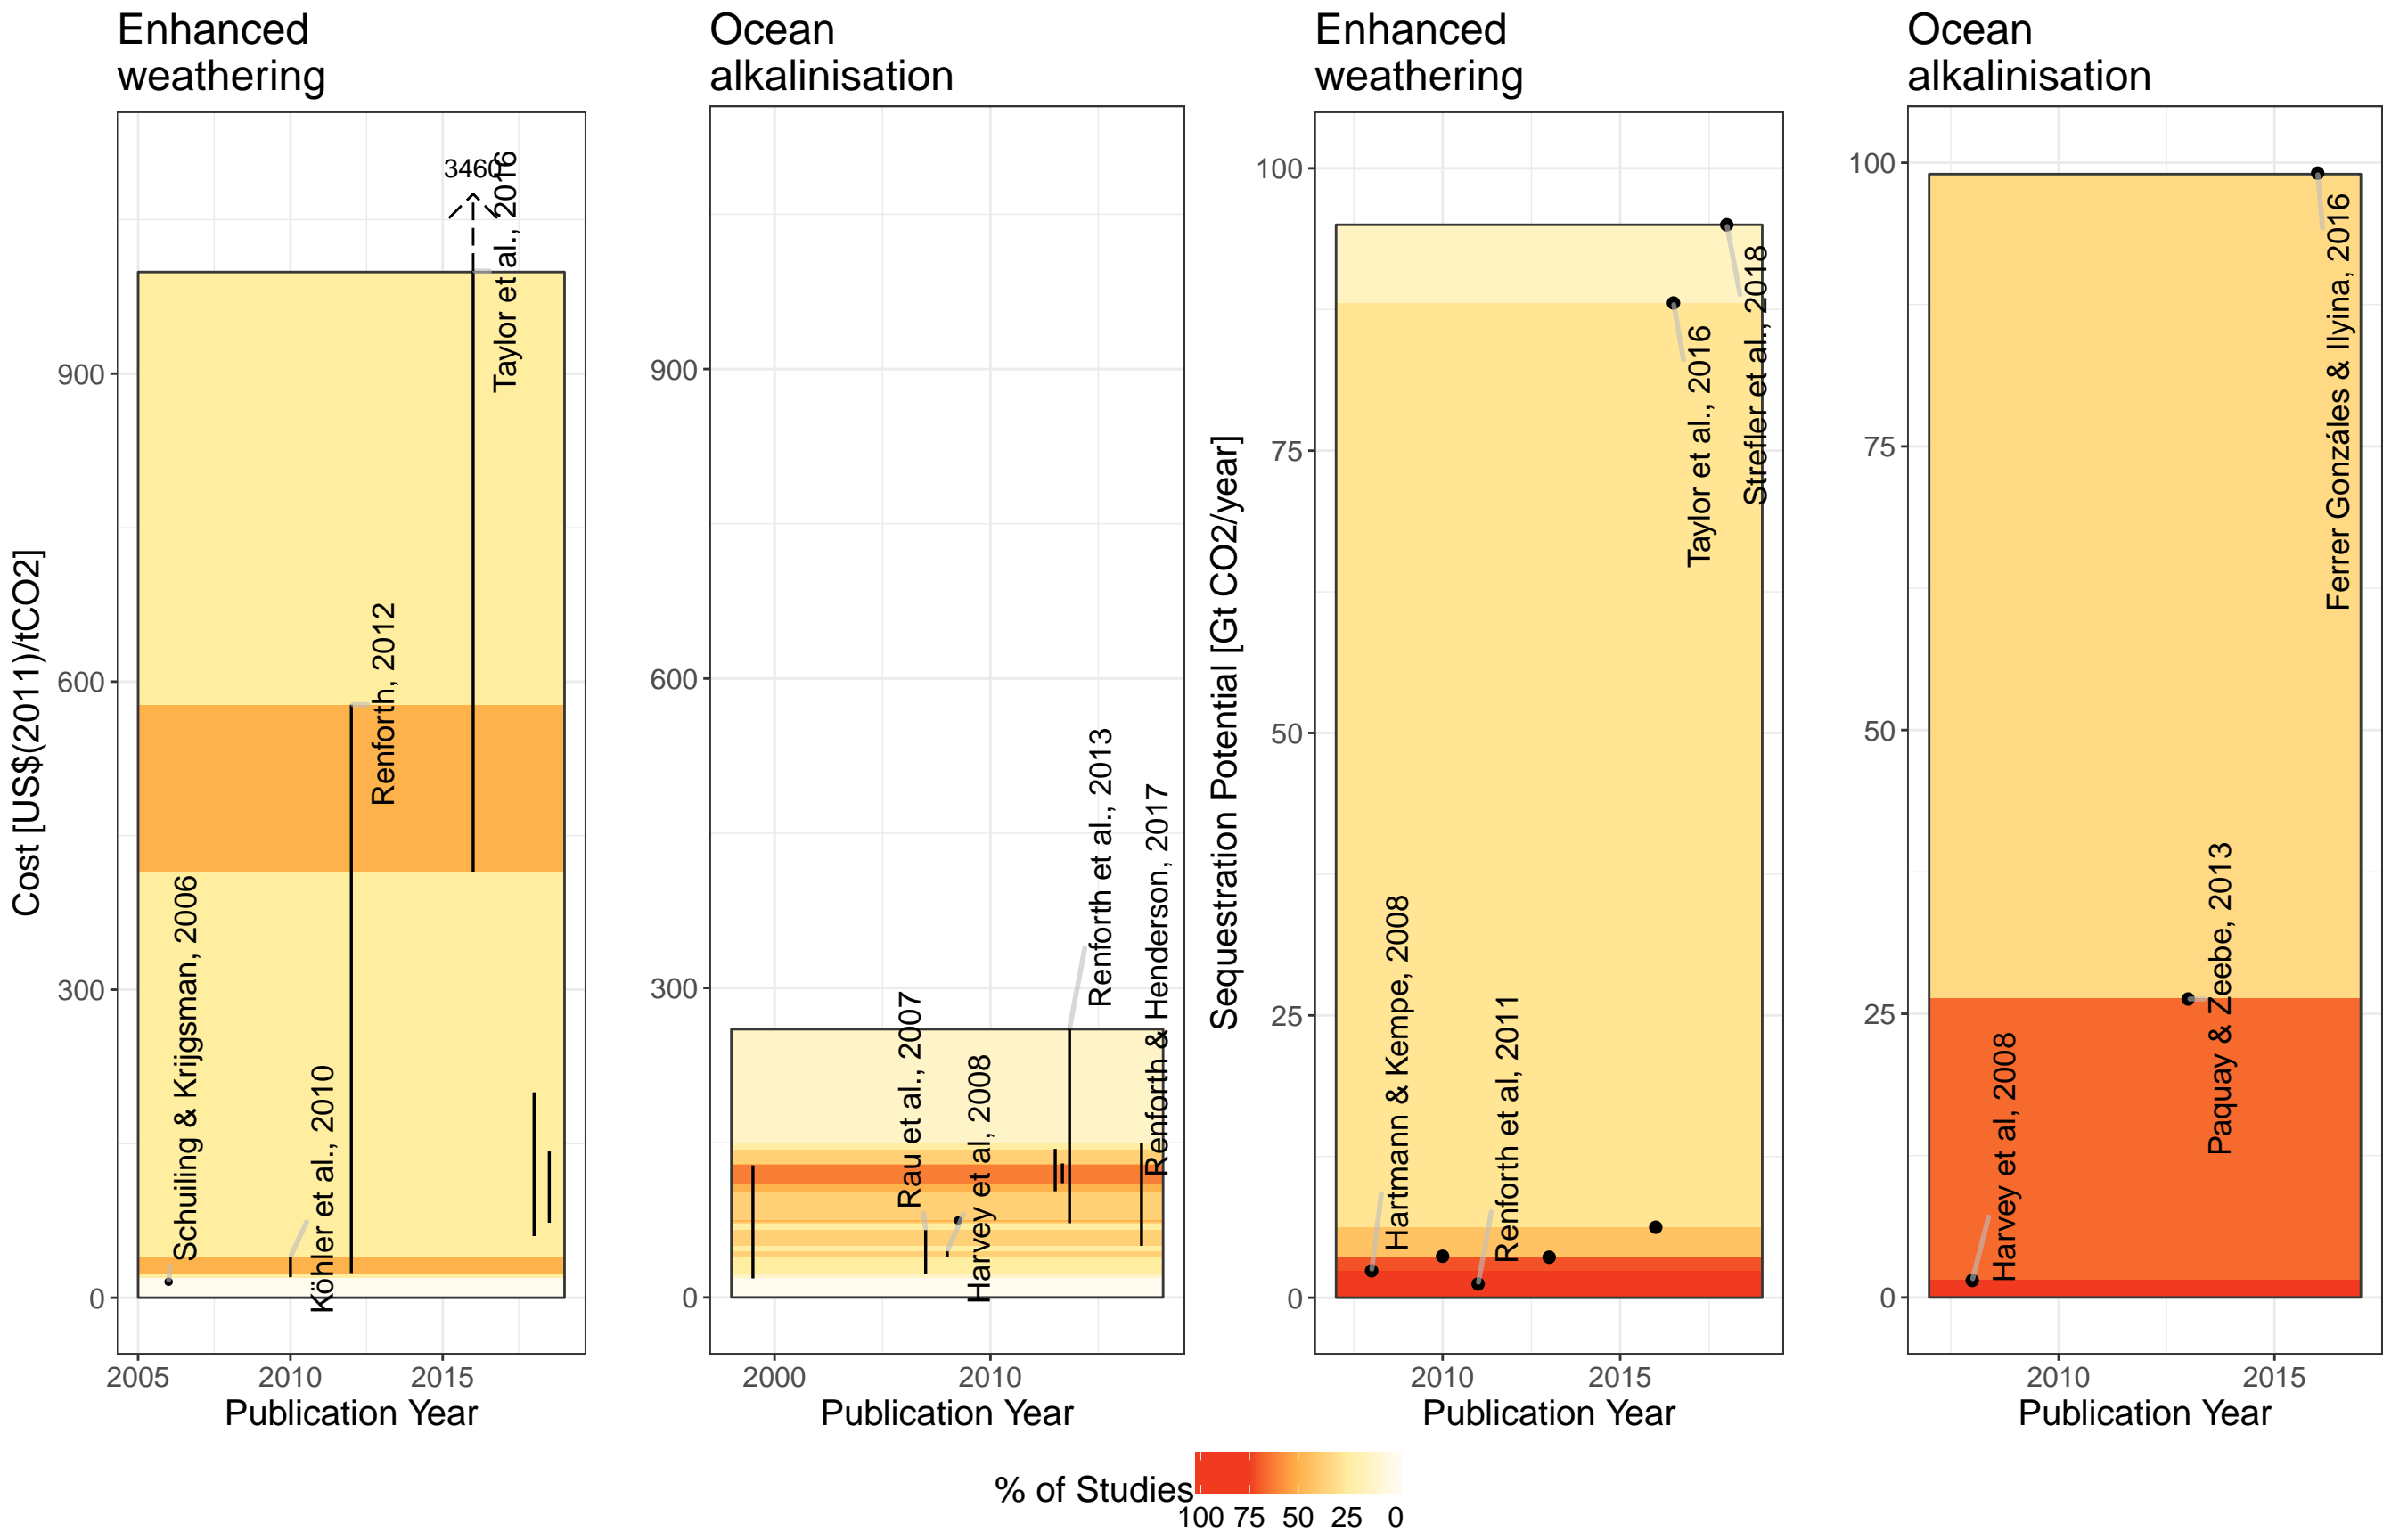 Enhanced
weathering
Ocean
alkalinisation
Enhanced
weathering
Ocean
alkalinisation
Cost [US$(2011)/tCO2]
900
600
300
0
3460
Taylor et al., 2016
Renforth, 2012
Schuiling & Krijgsman, 2006
Köhler et al., 2010
2005
2010
2015
Publication Year
900
600
300
0
Renforth et al., 2013
Renforth & Henderson, 2017
Rau et al., 2007
Harvey et al, 2008
2000
2010
Publication Year
Sequestration Potential [Gt CO2/year]
100
75
50
25
0
Strefler et al., 2018
Taylor et al., 2016
Hartmann & Kempe, 2008
Renforth et al, 2011
2010
2015
Publication Year
100
75
50
25
0
Ferrer Gonzáles & Ilyina, 2016
Paquay & Zeebe, 2013
Harvey et al, 2008
2010
2015
Publication Year
% of Studies
100 75 50 25 0